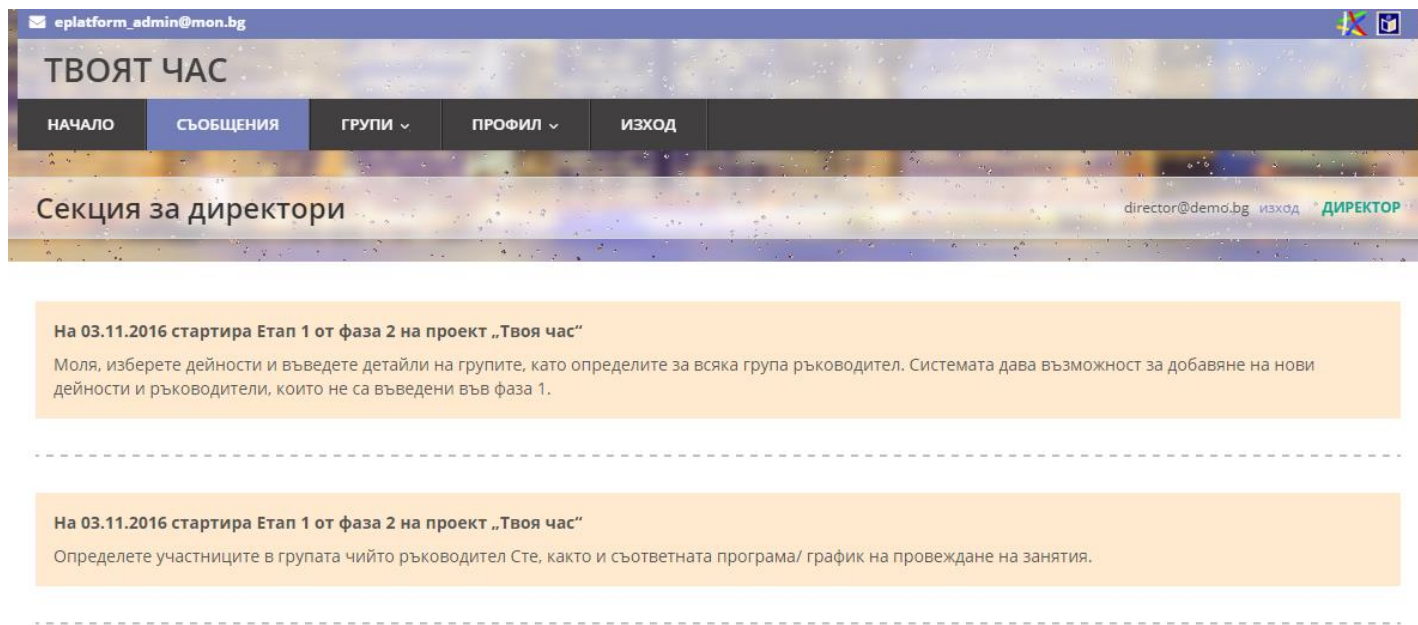 eplatform_admin@mon.bg
ТВОЯТ ЧАС
НАЧАЛО СЪОБЩЕНИЯ ГРУПИ ПРОФИЛ ИЗХОД
Секция за директори
director@demo.bg изход ДИРЕКТОР
На 03.11.2016 стартира Етап 1 от фаза 2 на проект „Твоя час“
Моля, изберете дейности и въведете детайли на групите, като определите за всяка група ръководител. Системата дава възможност за добавяне на нови
дейности и ръководители, които не са въведени във фаза 1.
На 03.11.2016 стартира Етап 1 от фаза 2 на проект „Твоя час“
Определете участниците в групата чийто ръководител Сте, както и съответната програма/ график на провеждане на занятия.